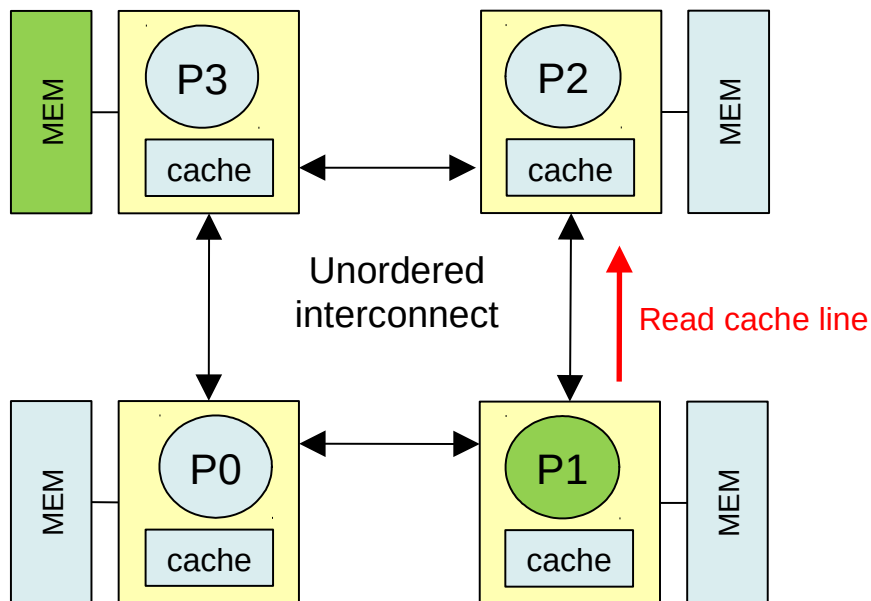 MEM
P3
cache
P2
cache
MEM
Unordered
interconnect
Read cache line
MEM
P0
cache
P1
cache
MEM